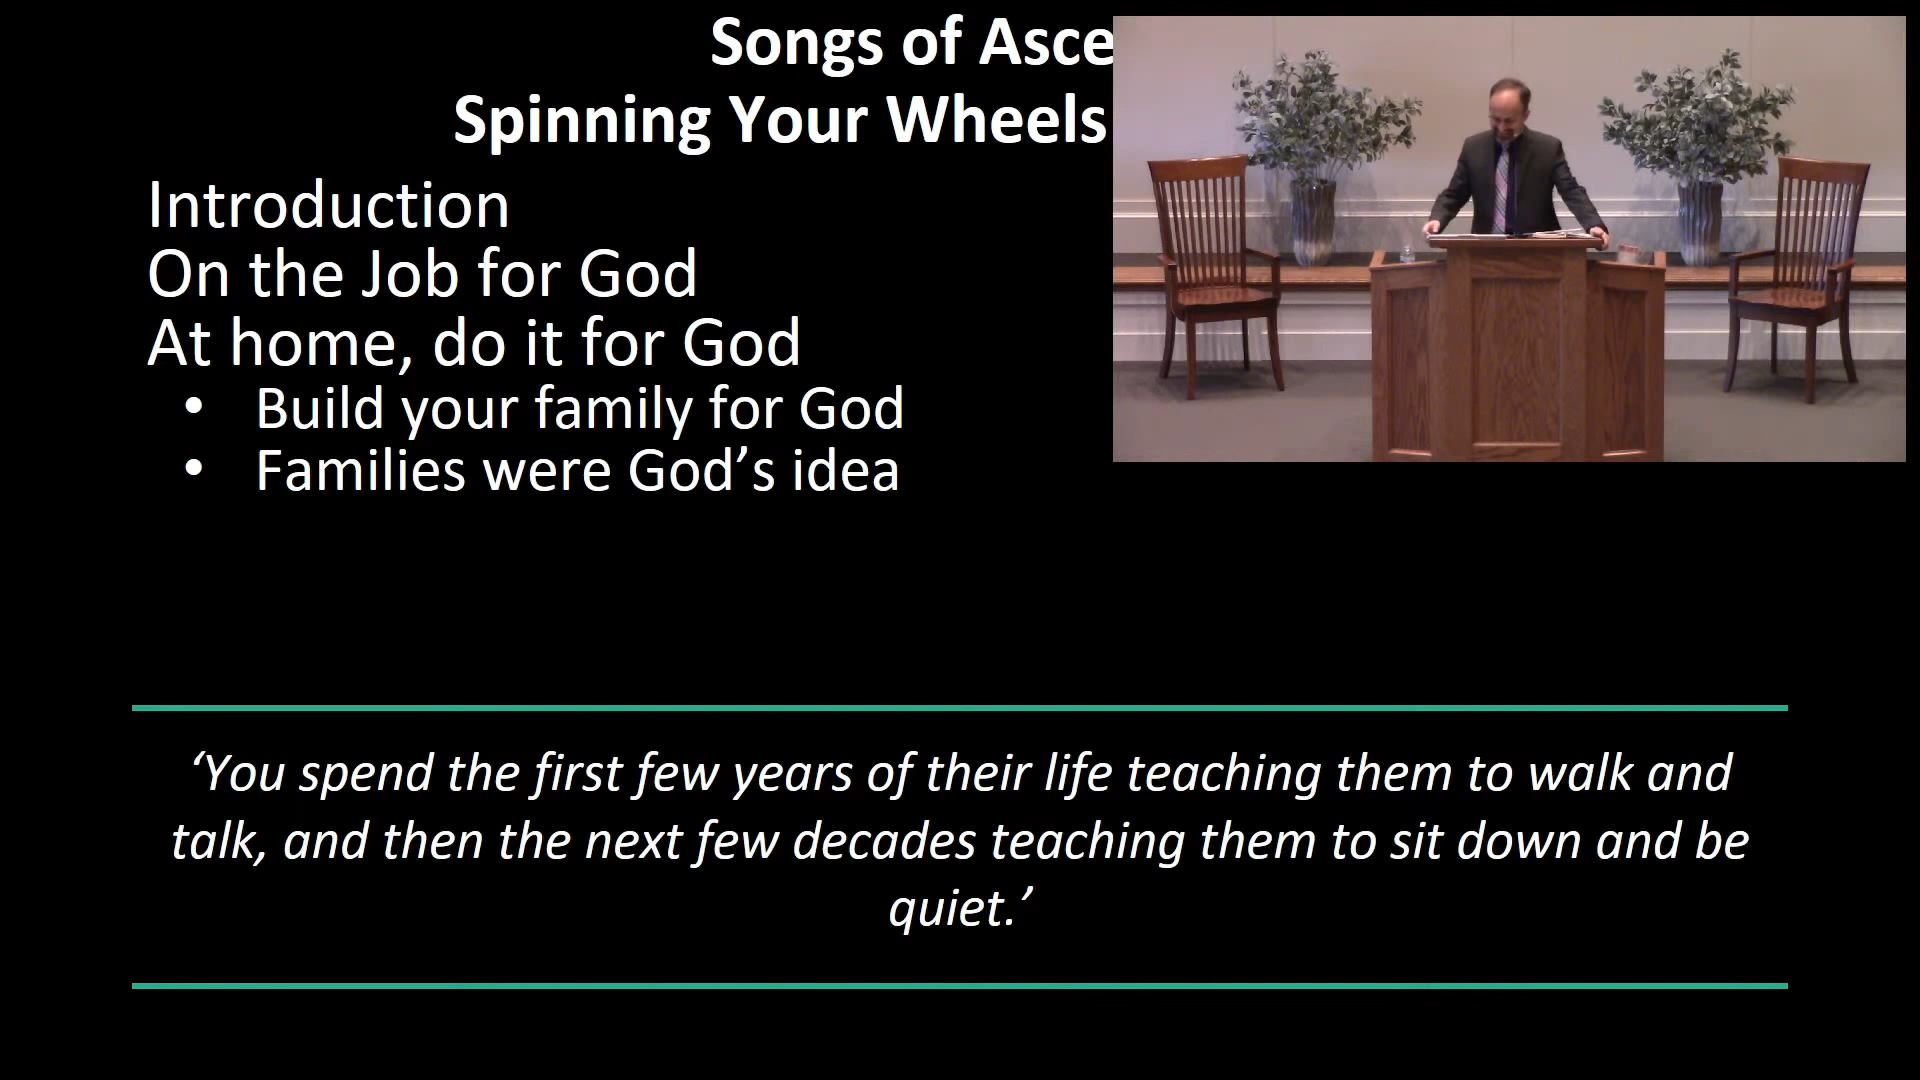 Songs of Asce
Spinning Your Wheels
Introduction
On the Job for God
At home, do it for God
• Build your family for God
• Families were God’s idea
‘You spend the first few years of their life teaching them to walk and
talk, and then the next few decades teaching them to sit down and be
quiet.’